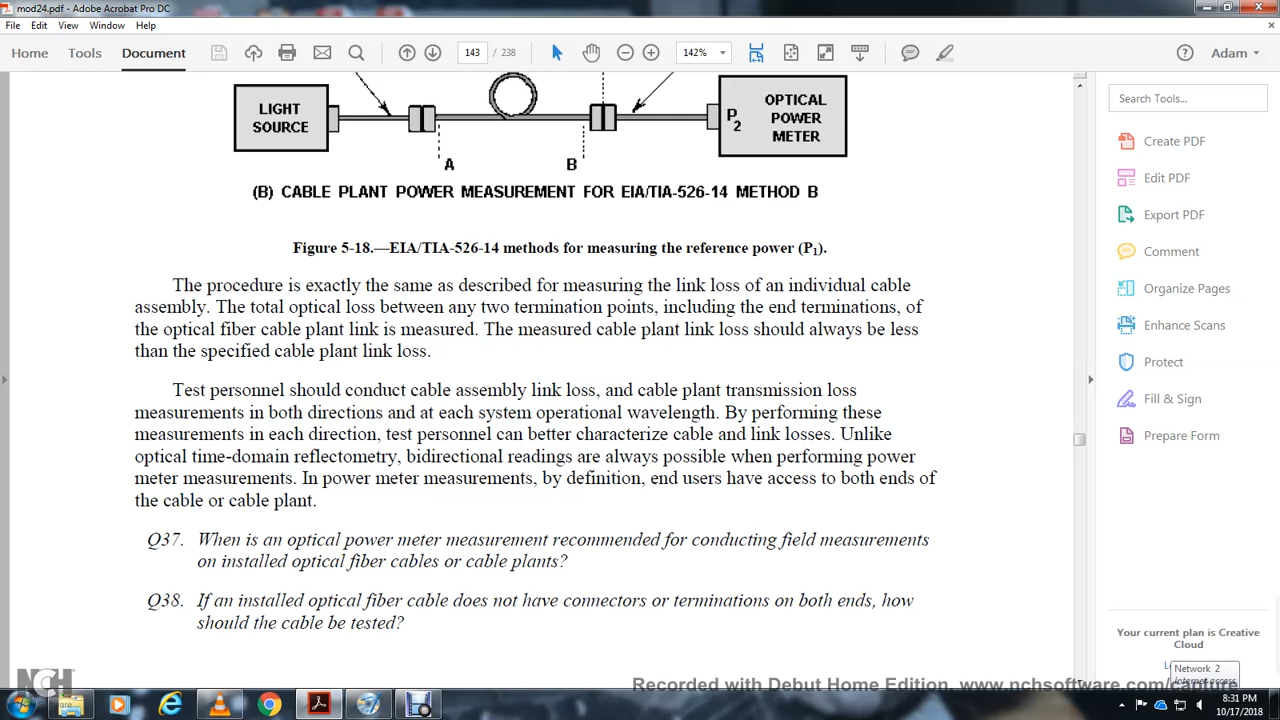 mod24.pdf - Adobe Acrobat Pro DC
File Edit View Window Help
Home Tools Document 143 / 238 142% Adam
LIGHT SOURCE
P2
OPTICAL POWER METER
A B
(B) CABLE PLANT POWER MEASUREMENT FOR EIA/TIA-526-14 METHOD B
Figure 5-18.—EIA/TIA-526-14 methods for measuring the reference power (P1).
The procedure is exactly the same as described for measuring the link loss of an individual cable
assembly. The total optical loss between any two termination points, including the end terminations, of
the optical fiber cable plant link is measured. The measured cable plant link loss should always be less
than the specified cable plant link loss.
Test personnel should conduct cable assembly link loss, and cable plant transmission loss
measurements in both directions and at each system operational wavelength. By performing these
measurements in each direction, test personnel can better characterize cable and link losses. Unlike
optical time-domain reflectometry, bidirectional readings are always possible when performing power
meter measurements. In power meter measurements, by definition, end users have access to both ends of
the cable or cable plant.
Q37. When is an optical power meter measurement recommended for conducting field measurements
on installed optical fiber cables or cable plants?
Q38. If an installed optical fiber cable does not have connectors or terminations on both ends, how
should the cable be tested?
Search Tools...
Create PDF
Edit PDF
Export PDF
Comment
Organize Pages
Enhance Scans
Protect
Fill & Sign
Prepare Form
Your current plan is Creative
Cloud
Network 2
Internet access
NCH
Recorded with Debut Home Edition. www.nchsoftware.com/capture
8:31 PM
10/17/2018